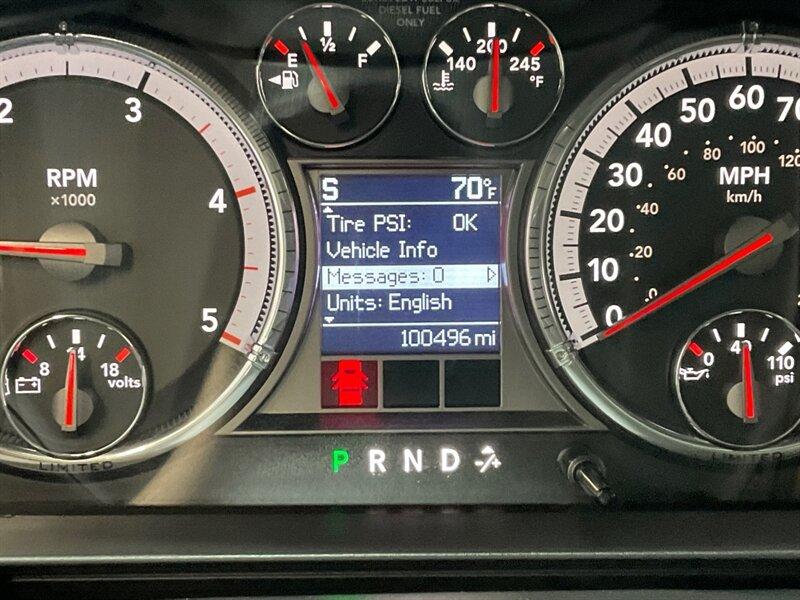 DIESEL FUEL
ONLY
E ½ F
140 200 245
°F
2 3 4 5
RPM
×1000
8 14 18
volts
LIMITED
S 70°F
Tire PSI: OK
Vehicle Info
Messages: 0
Units: English
100496 mi
P R N D
0 10 20 30 40 50 60 70
0 20 40 60 80 100 120
MPH
km/h
0 40 110
psi
LIMITED